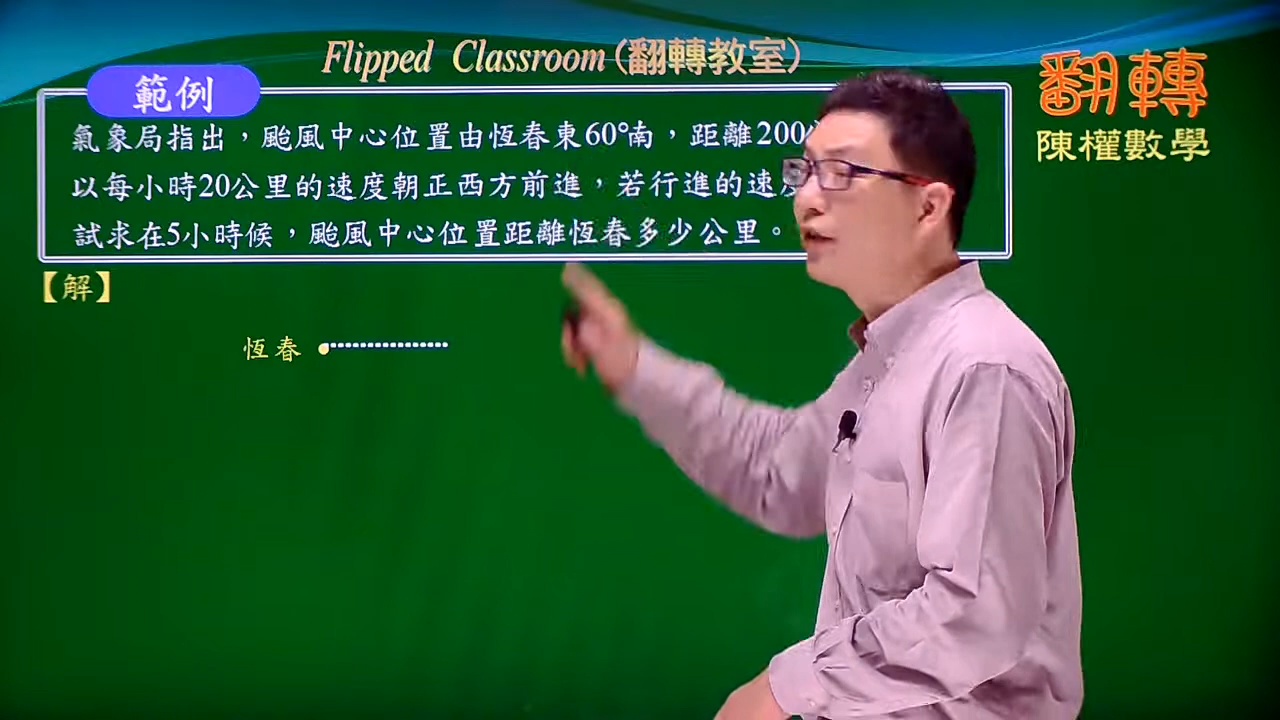 Flipped Classroom(翻轉教室)
翻轉
陳權數學
範例
氣象局指出，颱風中心位置由恆春東60°南，距離200
以每小時20公里的速度朝正西方前進，若行進的速
試求在5小時候，颱風中心位置距離恆春多少公里。
【解】
恆春